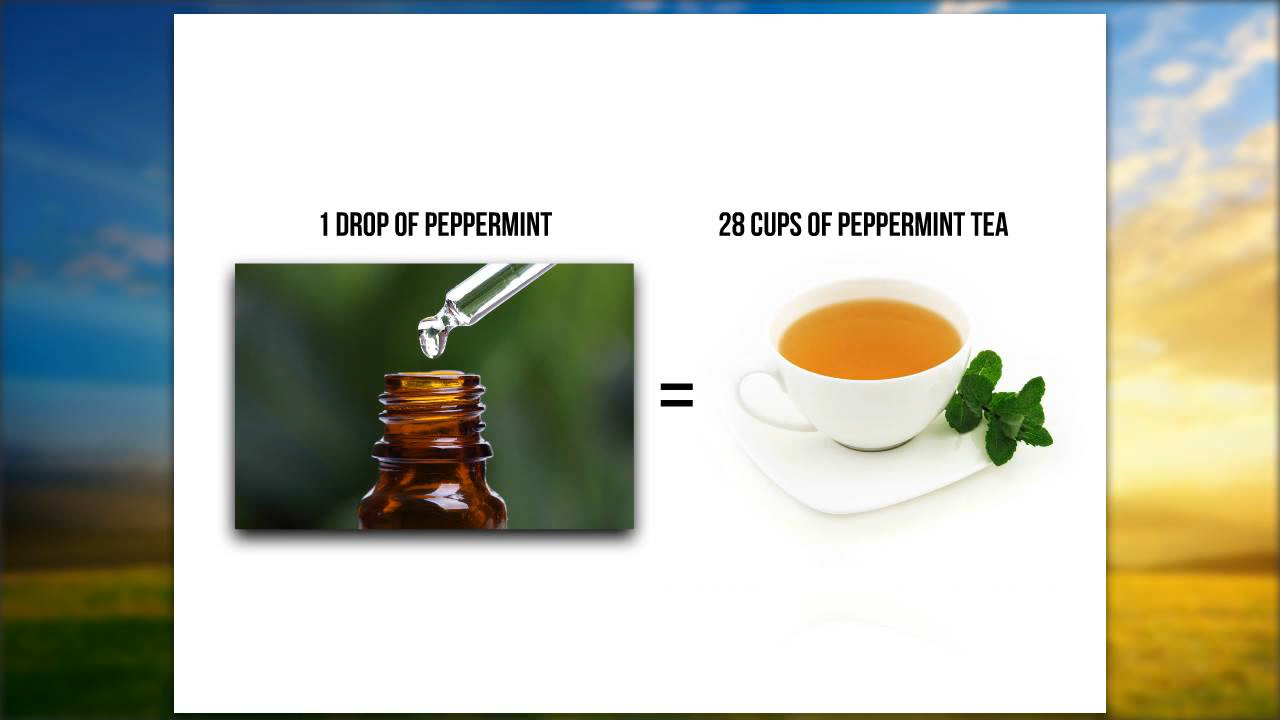 1 DROP OF PEPPERMINT
28 CUPS OF PEPPERMINT TEA
=